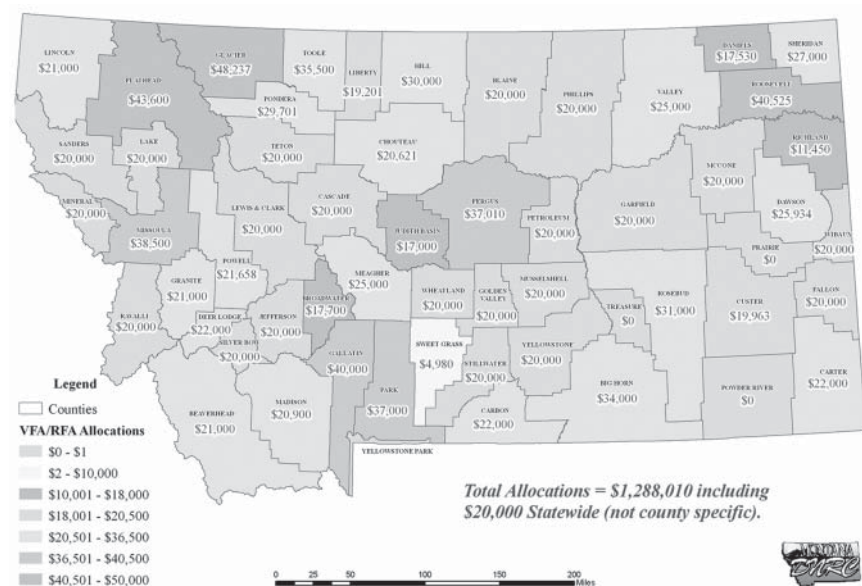 LINCOLN
$21,000
FLATHEAD
$43,600
GLACIER
$48,237
TOOLE
$35,500
LIBERTY
$19,201
HILL
$30,000
BLAINE
$20,000
PHILLIPS
$20,000
VALLEY
$25,000
DANIELS
$17,530
SHERIDAN
$27,000
ROOSEVELT
$40,525
PONDERA
$29,701
CHOUTEAU
$20,621
TETON
$20,000
RICHLAND
$11,450
SANDERS
$20,000
LAKE
$20,000
MCCONE
$20,000
MINERAL
$20,000
MISSOULA
$38,500
LEWIS & CLARK
$20,000
CASCADE
$20,000
JUDITH BASIN
$17,000
FERGUS
$37,010
PETROLEUM
$20,000
GARFIELD
$20,000
DAWSON
$25,934
WIBAUX
$20,000
PRAIRIE
$0
POWELL
$21,658
MEAGHER
$25,000
GRANITE
$21,000
BROADWATER
$17,700
WHEATLAND
$20,000
GOLDEN
VALLEY
$20,000
MUSSELSHELL
$20,000
TREASURE
$0
ROSEBUD
$31,000
CUSTER
$19,963
FALLON
$20,000
RAVALLI
$20,000
DEER LODGE
$22,000
SILVER BOW
$20,000
JEFFERSON
$20,000
GALLATIN
$40,000
SWEET GRASS
$4,980
STILLWATER
$20,000
YELLOWSTONE
$20,000
BIG HORN
$34,000
POWDER RIVER
$0
CARTER
$22,000
BEAVERHEAD
$21,000
MADISON
$20,900
PARK
$37,000
CARBON
$22,000
YELLOWSTONE PARK
Legend
Counties
VFA/RFA Allocations
$0 - $1
$2 - $10,000
$10,001 - $18,000
$18,001 - $20,500
$20,501 - $36,500
$36,501 - $40,500
$40,501 - $50,000
Total Allocations = $1,288,010 including
$20,000 Statewide (not county specific).
0 25 50 100 150 200
Miles
MONTANA
DNRC